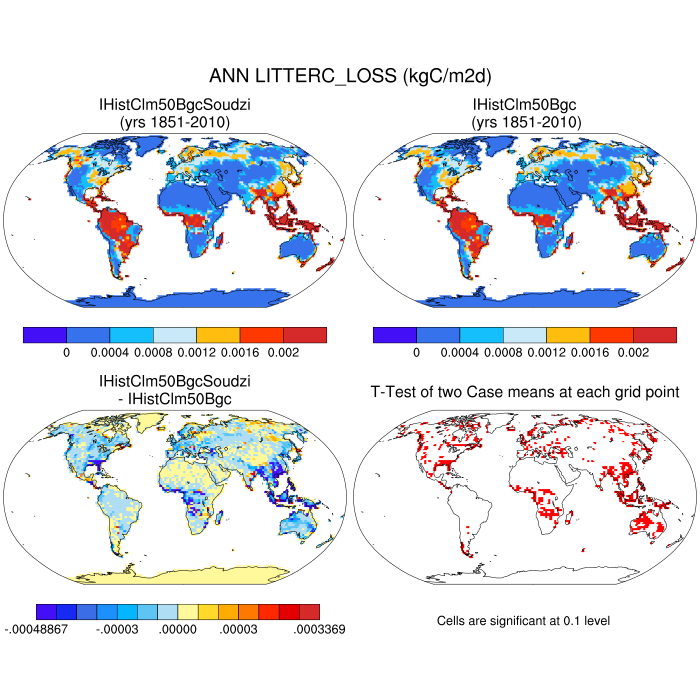 ANN LITTERC_LOSS (kgC/m2d)
IHistClm50BgcSoudzi
(yrs 1851-2010)
IHistClm50Bgc
(yrs 1851-2010)
0 0.0004 0.0008 0.0012 0.0016 0.002
0 0.0004 0.0008 0.0012 0.0016 0.002
IHistClm50BgcSoudzi
- IHistClm50Bgc
T-Test of two Case means at each grid point
-.00048867 -.00003 .00000 .00003 .0003369
Cells are significant at 0.1 level